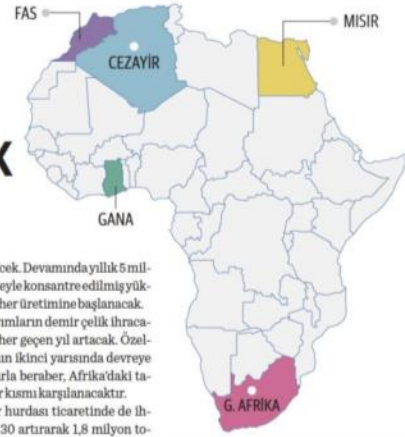 FAS
MISIR
CEZAYİR
K
GANA
G. AFRİKA
cek. Devamında yıllık 5 mil-
eyle konsantre edilmiş yük-
her üretimine başlanacak.
ımların demir çelik ihraca-
her geçen yıl artacak. Özel-
ın ikinci yarısında devreye
rla beraber, Afrika'daki ta-
r kısmı karşılanacaktır.
r hurdası ticaretinde de ih-
30 artırarak 1,8 milyon to-